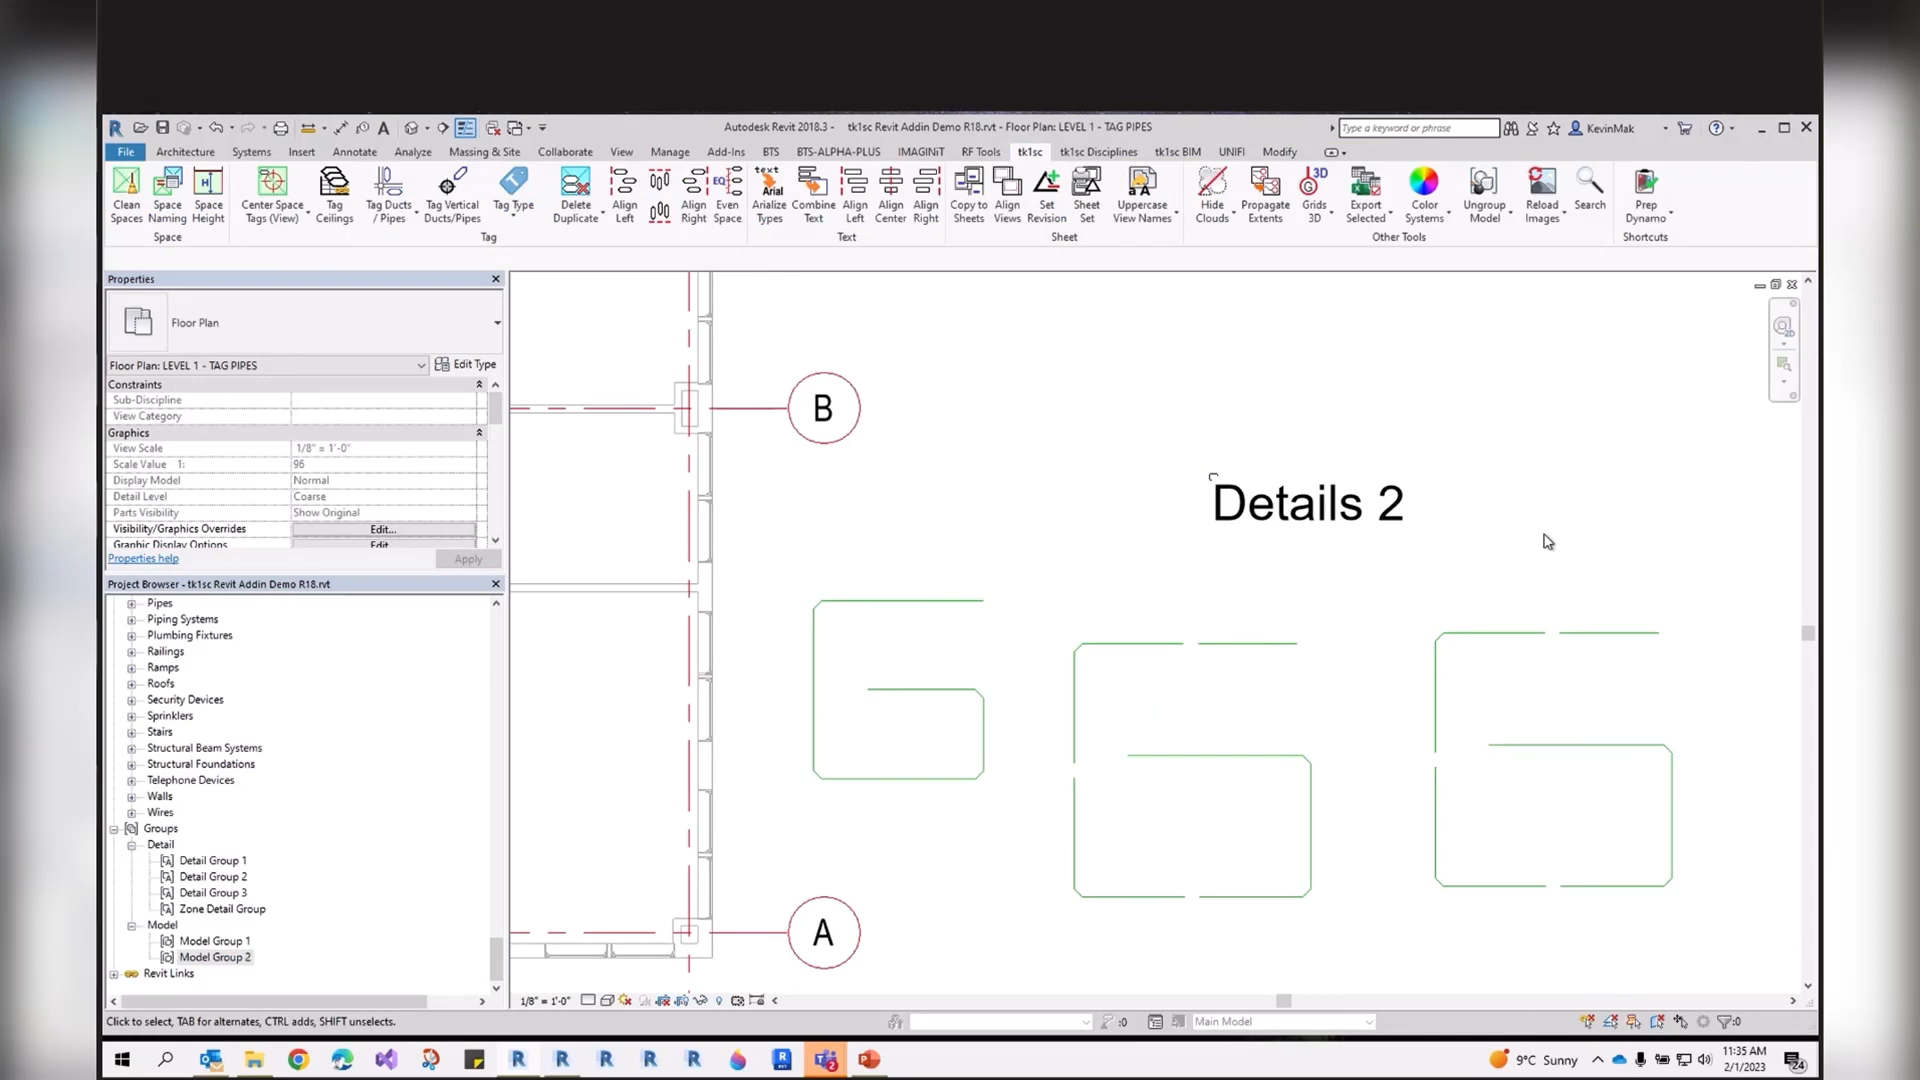 Autodesk Revit 2018.3 - tk1sc Revit Addin Demo R18.rvt - Floor Plan: LEVEL 1 - TAG PIPES
Type a keyword or phrase
KevinMak
File Architecture Systems Insert Annotate Analyze Massing & Site Collaborate View Manage Add-Ins BTS BTS-ALPHA-PLUS IMAGINiT RF Tools tk1sc tk1sc Disciplines tk1sc BIM UNIFI Modify
Clean Spaces
Space Naming
Space Height
Center Space Tags (View)
Tag Ceilings
Tag Ducts / Pipes
Tag Vertical Ducts/Pipes
Tag Type
Delete Duplicate
Align Left
Align Right
EQ
Even Space
text
Arial
Arialize Types
Combine Text
Align Left
Align Center
Align Right
Copy to Sheets
Align Views
Set Revision
Sheet Set
Uppercase View Names
Hide Clouds
Propagate Extents
3D
Grids 3D
Export Selected
Color Systems
Ungroup Model
Reload Images
Search
Prep Dynamo
Space Tag Text Sheet Other Tools Shortcuts
Properties
Floor Plan
Floor Plan: LEVEL 1 - TAG PIPES
Edit Type
Constraints
Sub-Discipline
View Category
Graphics
View Scale 1/8" = 1'-0"
Scale Value 1: 96
Display Model Normal
Detail Level Coarse
Parts Visibility Show Original
Visibility/Graphics Overrides Edit...
Graphic Display Options Edit
Properties help
Apply
Project Browser - tk1sc Revit Addin Demo R18.rvt
Pipes
Piping Systems
Plumbing Fixtures
Railings
Ramps
Roofs
Security Devices
Sprinklers
Stairs
Structural Beam Systems
Structural Foundations
Telephone Devices
Walls
Wires
Groups
Detail
Detail Group 1
Detail Group 2
Detail Group 3
Zone Detail Group
Model
Model Group 1
Model Group 2
Revit Links
B
Details 2
A
2D
1/8" = 1'-0"
Click to select, TAB for alternates, CTRL adds, SHIFT unselects.
:0
Main Model
:0
9°C Sunny
11:35 AM
2/1/2023
24